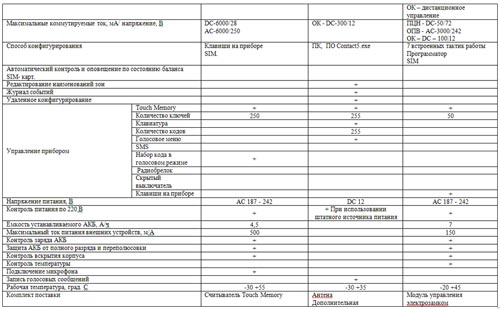 ОК – дистанционное
управление
Максимальные коммутируемые ток, мА/ напряжение, В
DC-6000/28
AC-6000/250
ОК - DC-300/12
ПЦН - DC-50/72
ОПВ - AC-3000/242
ОК – DC – 100/12
Способ конфигурирования
Клавиши на приборе
SIM.
ПК, ПО Contact5.exe
7 встроенных тактик работы
Программатор
SIM
Автоматический контроль и оповещение по состоянию баланса
SIM- карт.
Редактирование наименований зон +
Журнал событий +
Удаленное конфигурирование +
Управление прибором
Touch Memory + + +
Количество ключей 250 255 50
Клавиатура +
Количество кодов 255
Голосовое меню +
SMS
Набор кода в
голосовом режиме +
Радиобрелок
Скрытый
выключатель
Клавиши на приборе +
Напряжение питания, В AC 187 - 242 DC 12 AC 187 - 242
Контроль питания по 220 В + + При использовании
штатного источника питания +
Емкость устанавливаемого АКБ, А/ч 4,5 7
Максимальный ток питания внешних устройств, мА 500 150
Контроль заряда АКБ + +
Защита АКБ от полного разряда и переполюсовки + +
Контроль вскрытия корпуса + +
Контроль температуры +
Подключение микрофона +
Запись голосовых сообщений +
Рабочая температура, град. С -30 +55 -30 +35 -20 +45
Комплект поставки
Считыватель Touch Memory
Антена
Дополнительная
Модуль управления
электрозамком